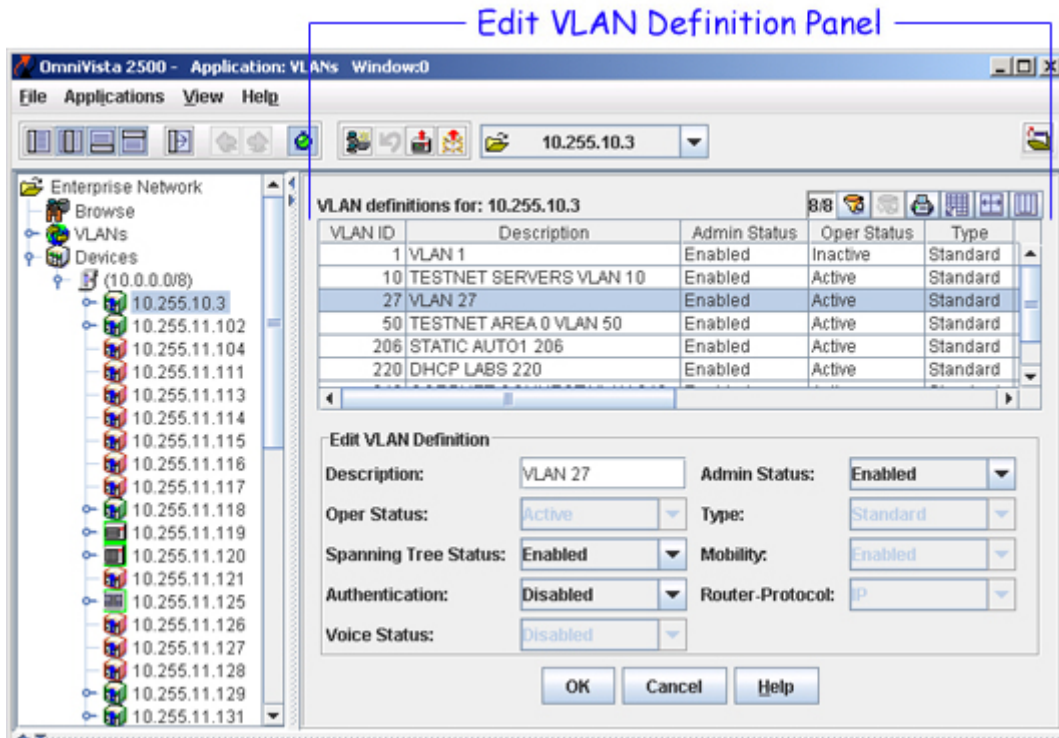 Edit VLAN Definition Panel
OmniVista 2500 - Application: VLANs Window:0
File Applications View Help
10.255.10.3
Enterprise Network
Browse
VLANs
Devices
(10.0.0.0/8)
10.255.10.3
10.255.11.102
10.255.11.104
10.255.11.111
10.255.11.113
10.255.11.114
10.255.11.115
10.255.11.116
10.255.11.117
10.255.11.118
10.255.11.119
10.255.11.120
10.255.11.121
10.255.11.125
10.255.11.126
10.255.11.127
10.255.11.128
10.255.11.129
10.255.11.131
VLAN definitions for: 10.255.10.3 8/8
VLAN ID Description Admin Status Oper Status Type
1 VLAN 1 Enabled Inactive Standard
10 TESTNET SERVERS VLAN 10 Enabled Active Standard
27 VLAN 27 Enabled Active Standard
50 TESTNET AREA 0 VLAN 50 Enabled Active Standard
206 STATIC AUTO1 206 Enabled Active Standard
220 DHCP LABS 220 Enabled Active Standard
Edit VLAN Definition
Description: VLAN 27 Admin Status: Enabled
Oper Status: Active Type: Standard
Spanning Tree Status: Enabled Mobility: Enabled
Authentication: Disabled Router-Protocol: IP
Voice Status: Disabled
OK Cancel Help